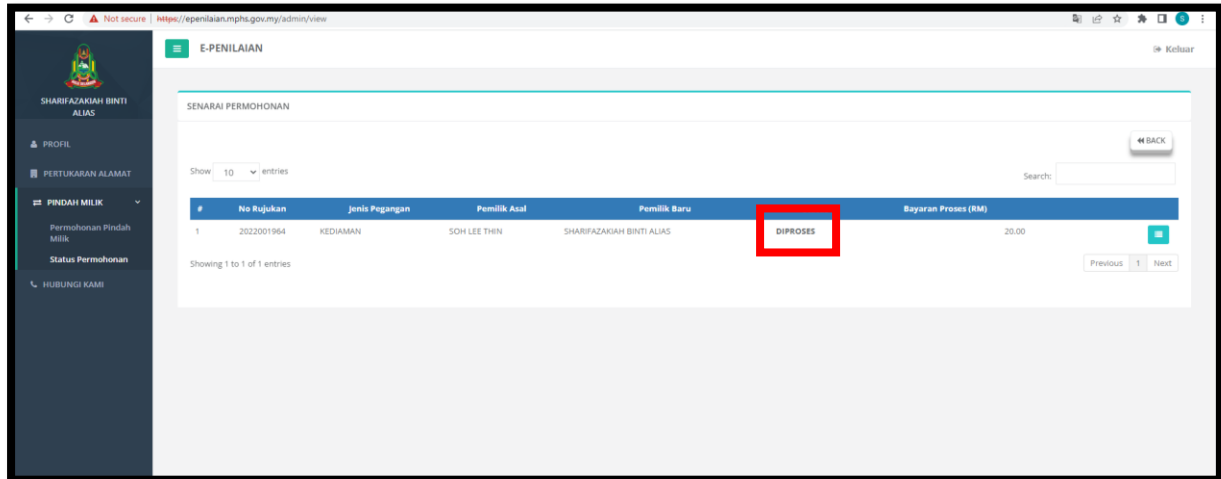 Not secure | https://epenilaian.mphs.gov.my/admin/view
S
E-PENILAIAN
Keluar
SHARIFAZAKIAH BINTI
ALIAS
PROFIL
PERTUKARAN ALAMAT
PINDAH MILIK
Permohonan Pindah
Milik
Status Permohonan
HUBUNGI KAMI
SENARAI PERMOHONAN
BACK
Show 10 entries
Search:
# No Rujukan Jenis Pegangan Pemilik Asal Pemilik Baru Bayaran Proses (RM)
1 2022001964 KEDIAMAN SOH LEE THIN SHARIFAZAKIAH BINTI ALIAS DIPROSES 20.00
Showing 1 to 1 of 1 entries
Previous 1 Next